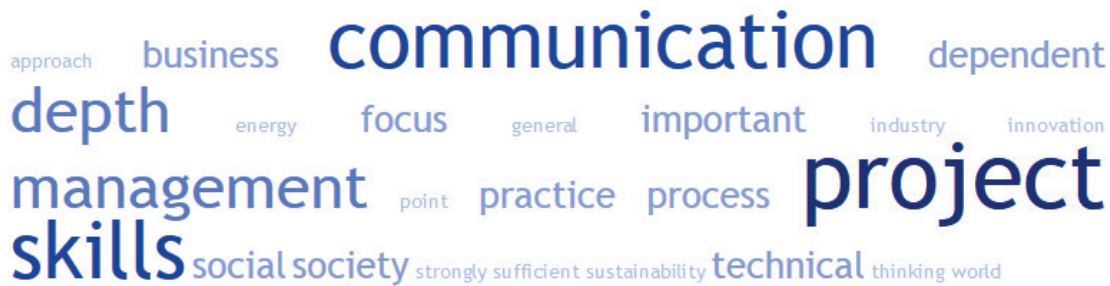 approach business communication dependent
depth energy focus general important industry innovation
management point practice process project
skills social society strongly sufficient sustainability technical thinking world